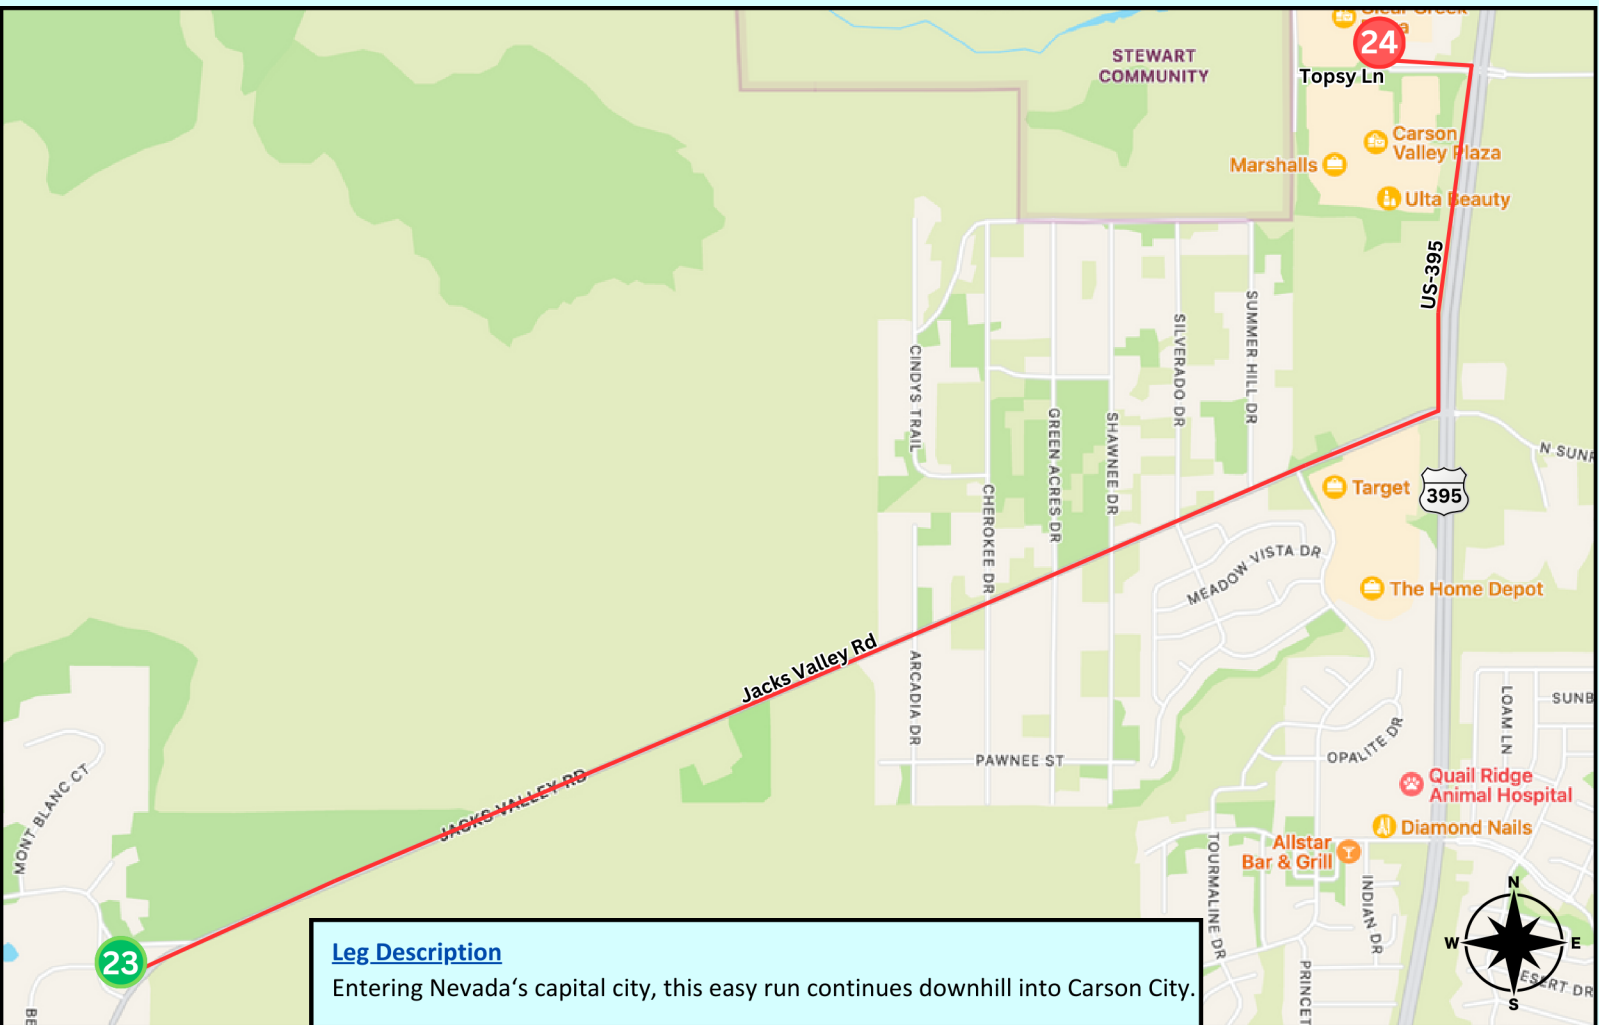 24
Topsy Ln
STEWART
COMMUNITY
Carson
Valley Plaza
Marshalls
Ulta Beauty
US-395
SUMMER HILL DR
SILVERADO DR
CINDYS TRAIL
GREEN ACRES DR
SHAWNEE DR
CHEROKEE DR
Target
395
MEADOW VISTA DR
The Home Depot
Jacks Valley Rd
ARCADIA DR
PAWNEE ST
LOAM LN
SUNB
OPALITE DR
JACKS VALLEY RD
MONT BLANC CT
Quail Ridge
Animal Hospital
Diamond Nails
Allstar
Bar & Grill
TOURMALINE DR
INDIAN DR
PRINCET
N
W
E
S
ESERT DR
23
BE
Leg Description
Entering Nevada‘s capital city, this easy run continues downhill into Carson City.